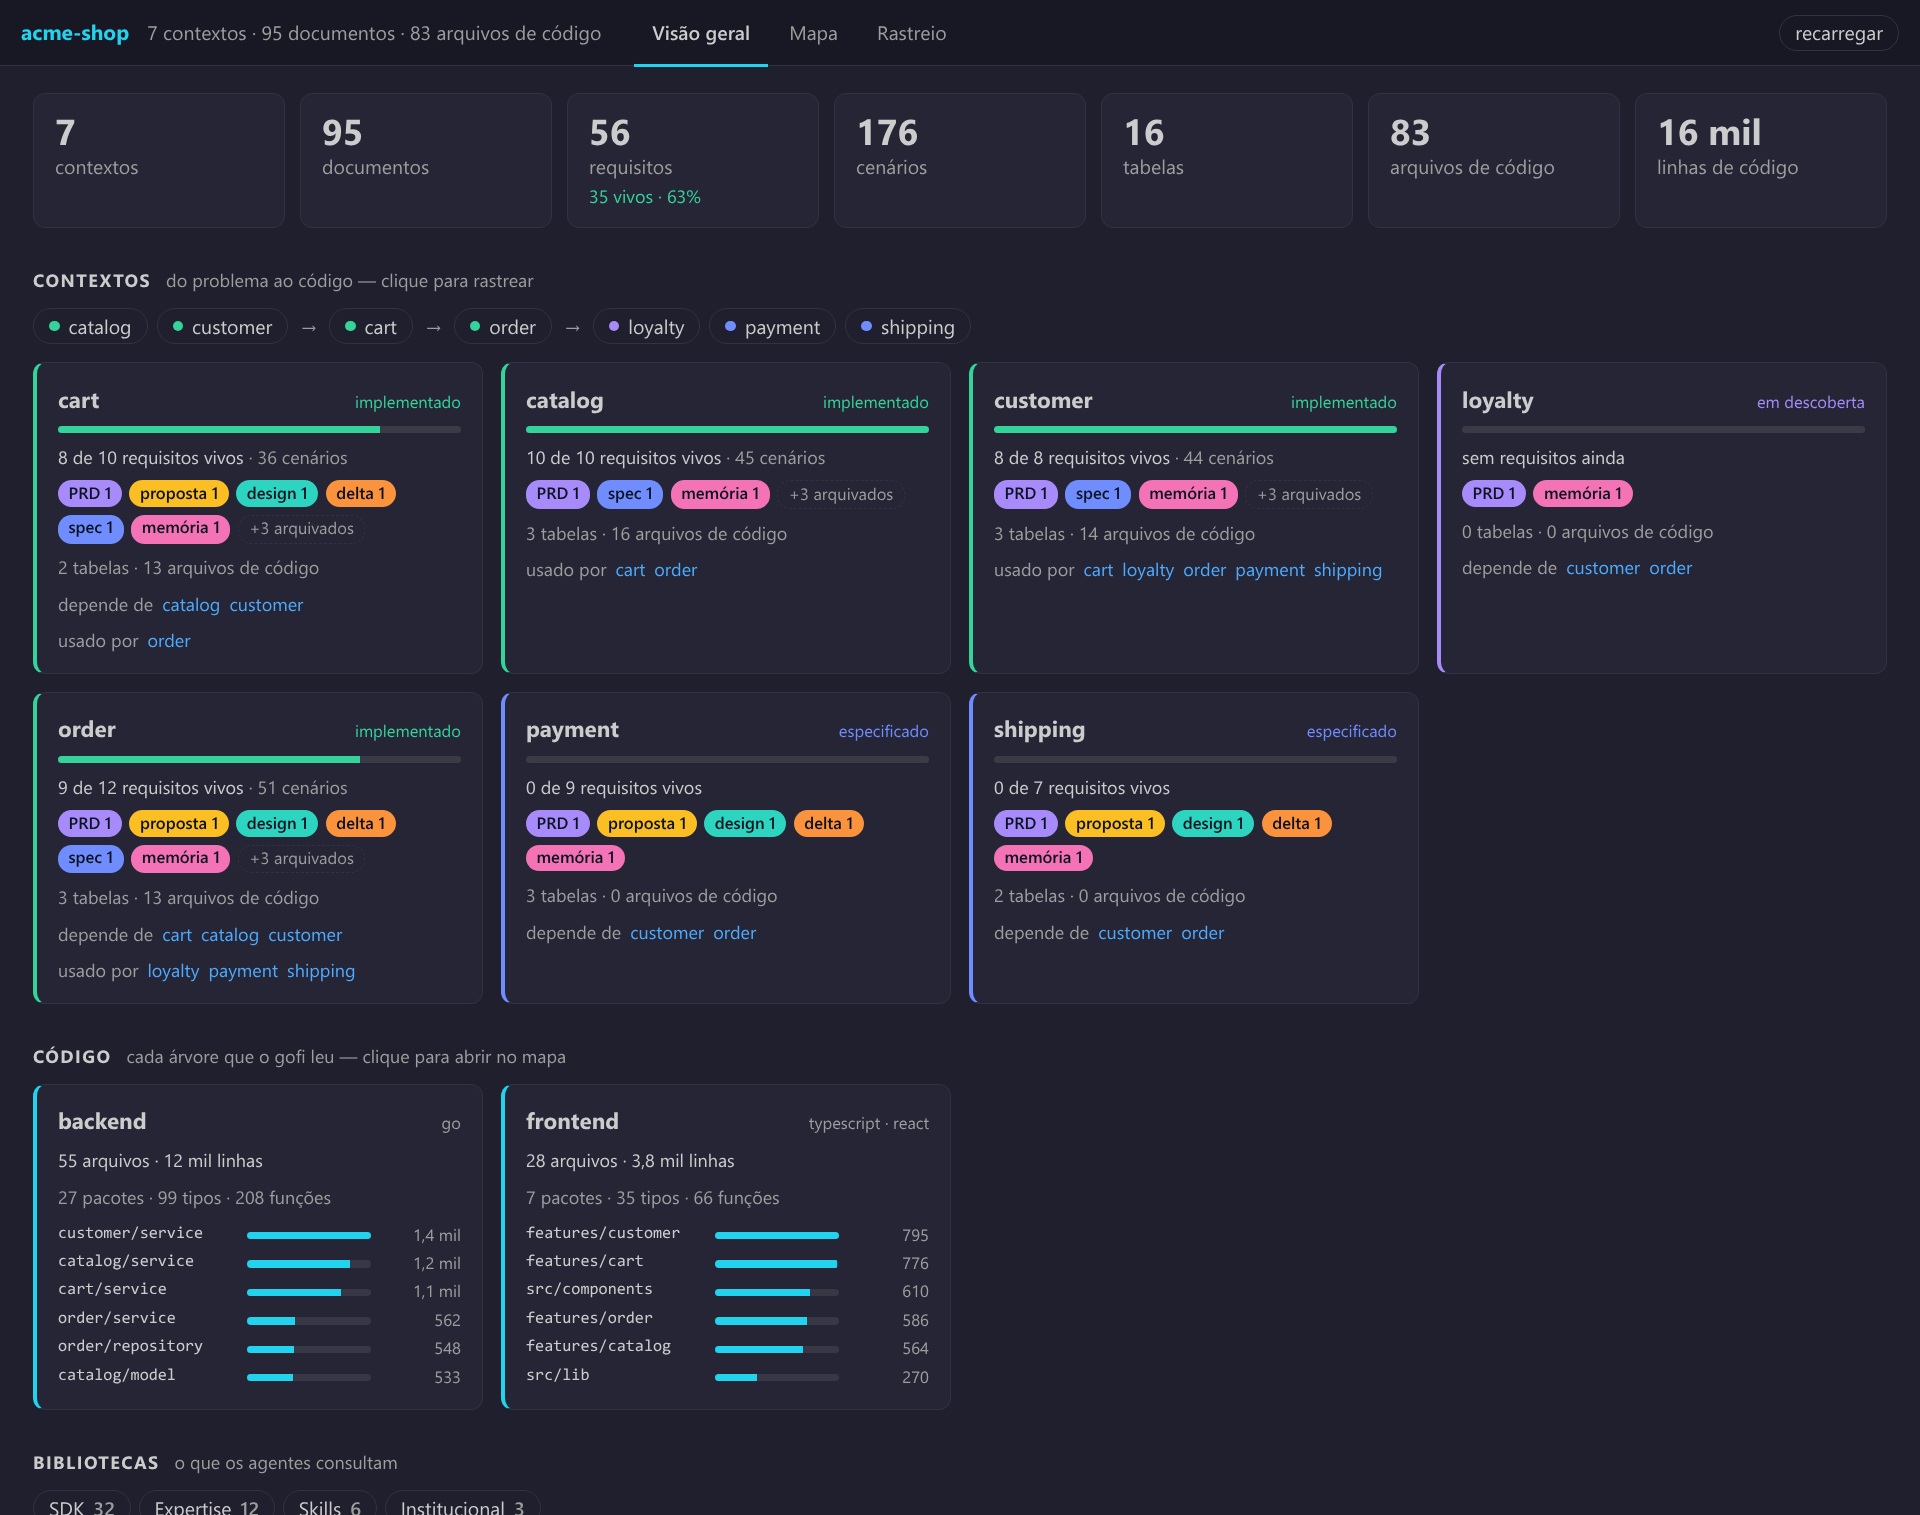 acme-shop 7 contextos · 95 documentos · 83 arquivos de código Visão geral Mapa Rastreio recarregar
7 95 56 176 16 83 16 mil
contextos documentos requisitos cenários tabelas arquivos de código linhas de código
35 vivos · 63%
CONTEXTOS do problema ao código — clique para rastrear
catalog customer → cart → order → loyalty payment shipping
cart implementado
8 de 10 requisitos vivos · 36 cenários
PRD 1 proposta 1 design 1 delta 1
spec 1 memória 1 +3 arquivados
2 tabelas · 13 arquivos de código
depende de catalog customer
usado por order
catalog implementado
10 de 10 requisitos vivos · 45 cenários
PRD 1 spec 1 memória 1 +3 arquivados
3 tabelas · 16 arquivos de código
usado por cart order
customer implementado
8 de 8 requisitos vivos · 44 cenários
PRD 1 spec 1 memória 1 +3 arquivados
3 tabelas · 14 arquivos de código
usado por cart loyalty order payment shipping
loyalty em descoberta
sem requisitos ainda
PRD 1 memória 1
0 tabelas · 0 arquivos de código
depende de customer order
order implementado
9 de 12 requisitos vivos · 51 cenários
PRD 1 proposta 1 design 1 delta 1
spec 1 memória 1 +3 arquivados
3 tabelas · 13 arquivos de código
depende de cart catalog customer
usado por loyalty payment shipping
payment especificado
0 de 9 requisitos vivos
PRD 1 proposta 1 design 1 delta 1
memória 1
3 tabelas · 0 arquivos de código
depende de customer order
shipping especificado
0 de 7 requisitos vivos
PRD 1 proposta 1 design 1 delta 1
memória 1
2 tabelas · 0 arquivos de código
depende de customer order
CÓDIGO cada árvore que o gofi leu — clique para abrir no mapa
backend go
55 arquivos · 12 mil linhas
27 pacotes · 99 tipos · 208 funções
customer/service 1,4 mil
catalog/service 1,2 mil
cart/service 1,1 mil
order/service 562
order/repository 548
catalog/model 533
frontend typescript · react
28 arquivos · 3,8 mil linhas
7 pacotes · 35 tipos · 66 funções
features/customer 795
features/cart 776
src/components 610
features/order 586
features/catalog 564
src/lib 270
BIBLIOTECAS o que os agentes consultam
SDK 32 Expertise 12 Skills 6 Institucional 3